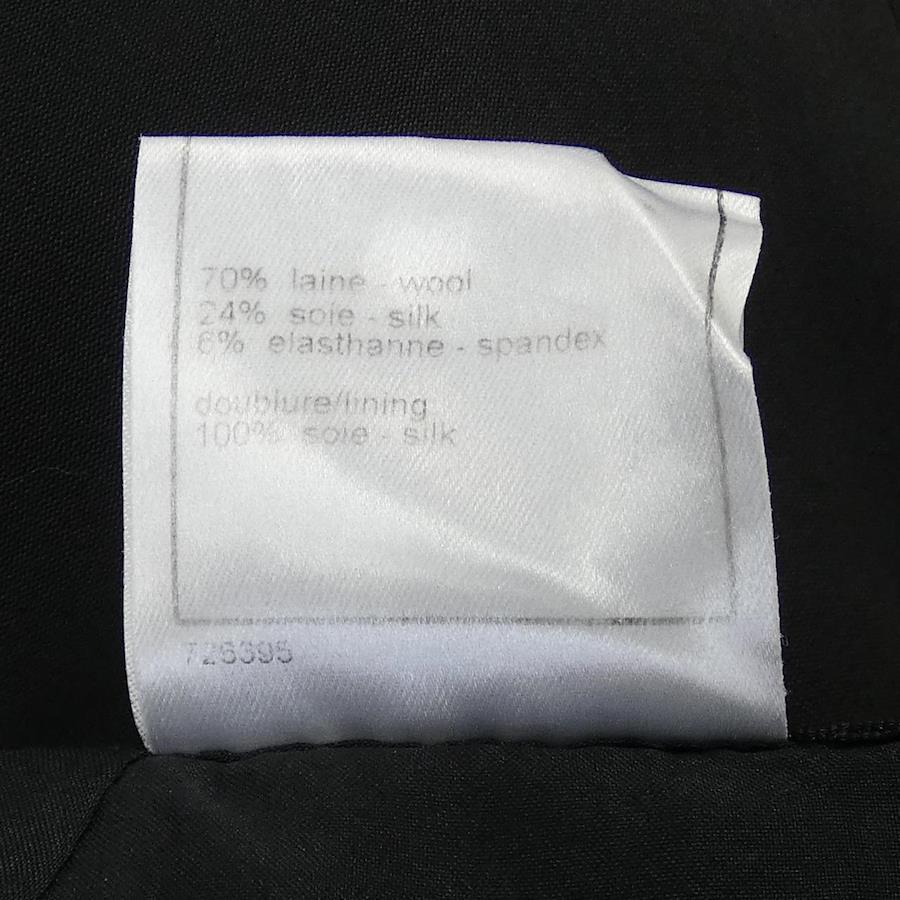 70% laine - wool
24% soie - silk
6% elasthanne - spandex
doublure/lining
100% soie - silk
726395